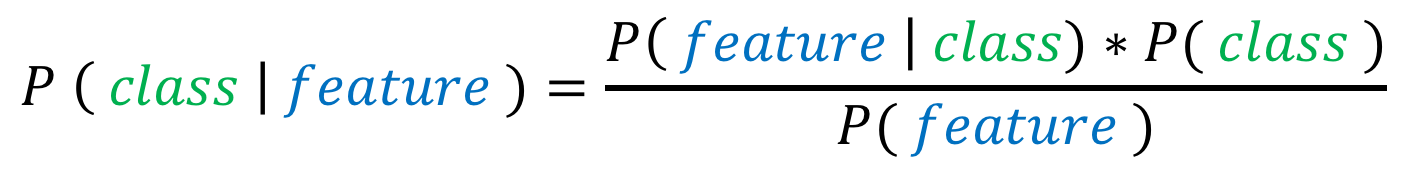 P ( class | feature ) = P( feature | class) * P( class ) / P( feature )